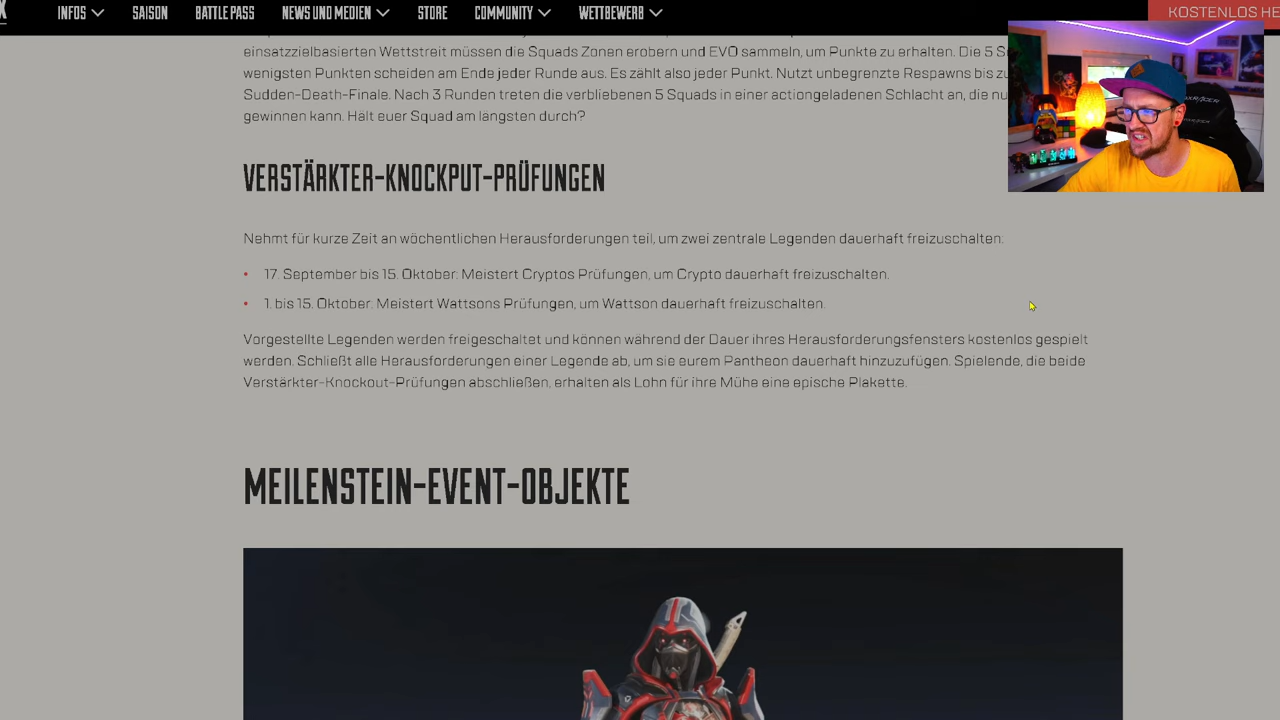 INFOS SAISON BATTLE PASS NEWS UND MEDIEN STORE COMMUNITY WETTBEWERB KOSTENLOS HE
einsatzzielbasierten Wettstreit müssen die Squads Zonen erobern und EVO sammeln, um Punkte zu erhalten. Die 5 S
wenigsten Punkten scheiden am Ende jeder Runde aus. Es zählt also jeder Punkt. Nutzt unbegrenzte Respawns bis zu
Sudden-Death-Finale. Nach 3 Runden treten die verbliebenen 5 Squads in einer actiongeladenen Schlacht an, die nu
gewinnen kann. Hält euer Squad am längsten durch?
VERSTÄRKTER-KNOCKPUT-PRÜFUNGEN
Nehmt für kurze Zeit an wöchentlichen Herausforderungen teil, um zwei zentrale Legenden dauerhaft freizuschalten:
• 17. September bis 15. Oktober: Meistert Cryptos Prüfungen, um Crypto dauerhaft freizuschalten.
• 1. bis 15. Oktober: Meistert Wattsons Prüfungen, um Wattson dauerhaft freizuschalten.
Vorgestellte Legenden werden freigeschaltet und können während der Dauer ihres Herausforderungsfensters kostenlos gespielt
werden. Schließt alle Herausforderungen einer Legende ab, um sie eurem Pantheon dauerhaft hinzuzufügen. Spielende, die beide
Verstärkter-Knockout-Prüfungen abschließen, erhalten als Lohn für ihre Mühe eine epische Plakette.
MEILENSTEIN-EVENT-OBJEKTE